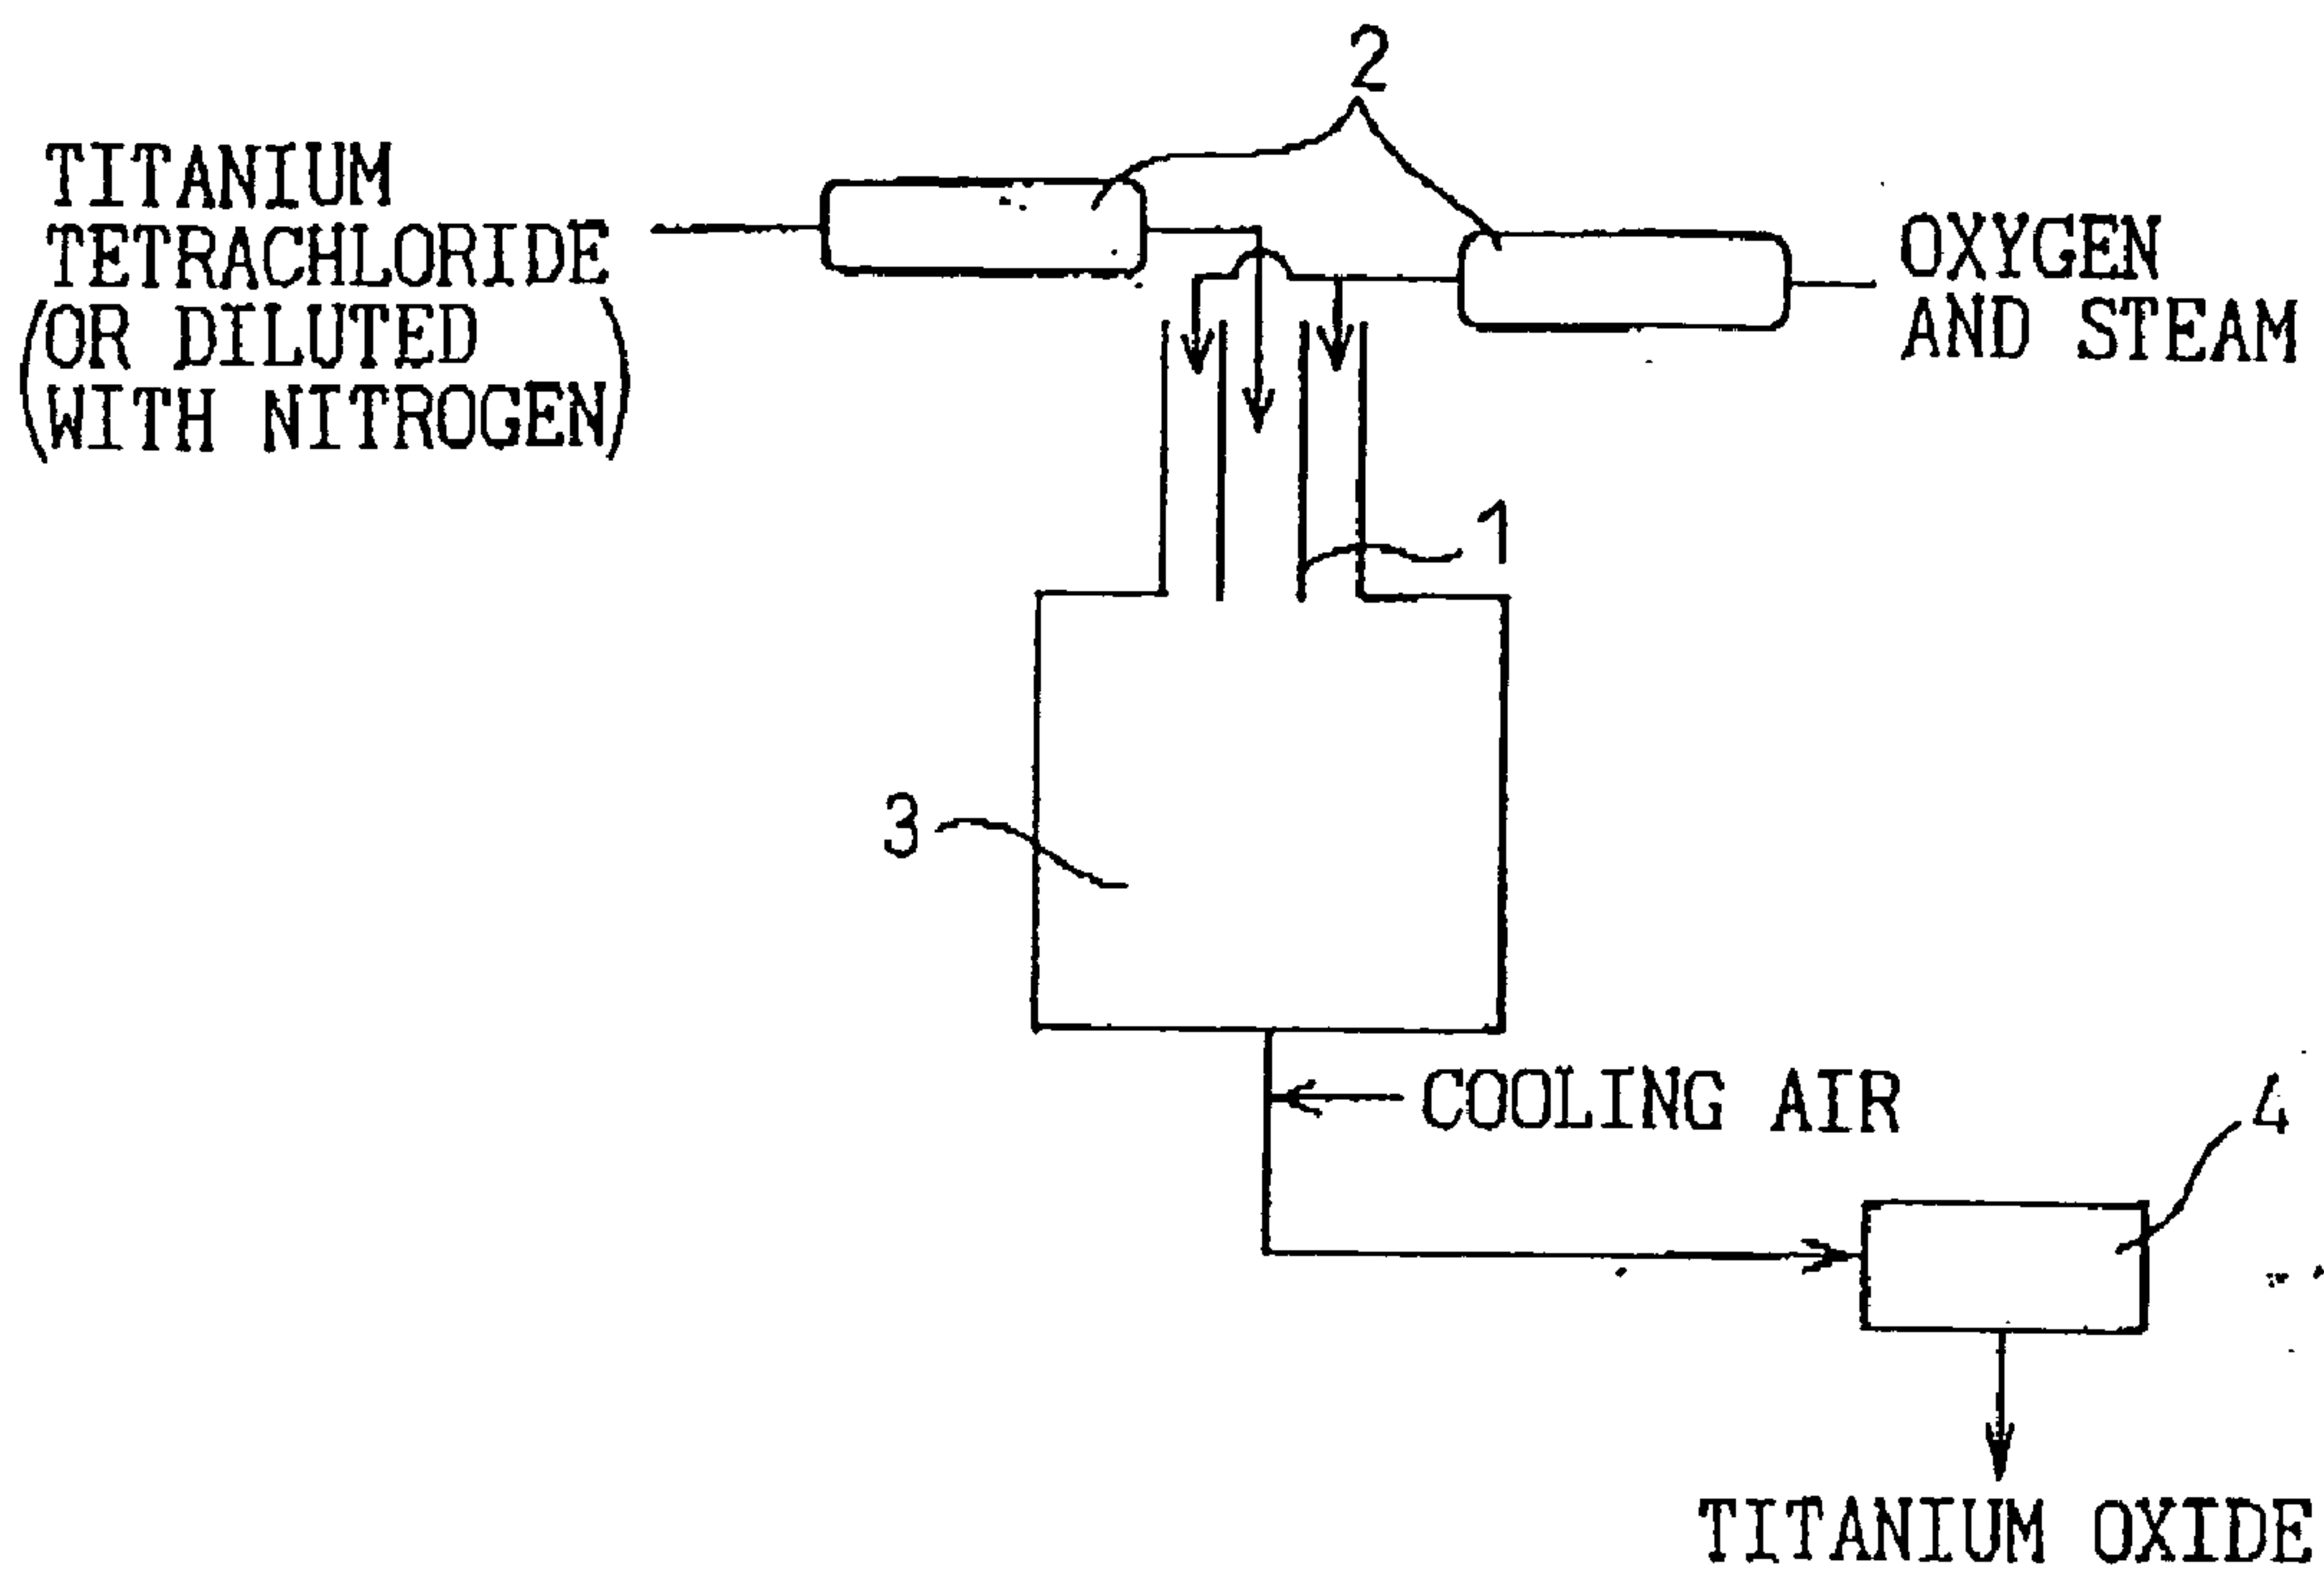 2
TITANIUM
TETRACHLORIDE
(OR DILUTED
WITH NITROGEN)
OXYGEN
AND STEAM
1
3
COOLING AIR
4
TITANIUM OXIDE